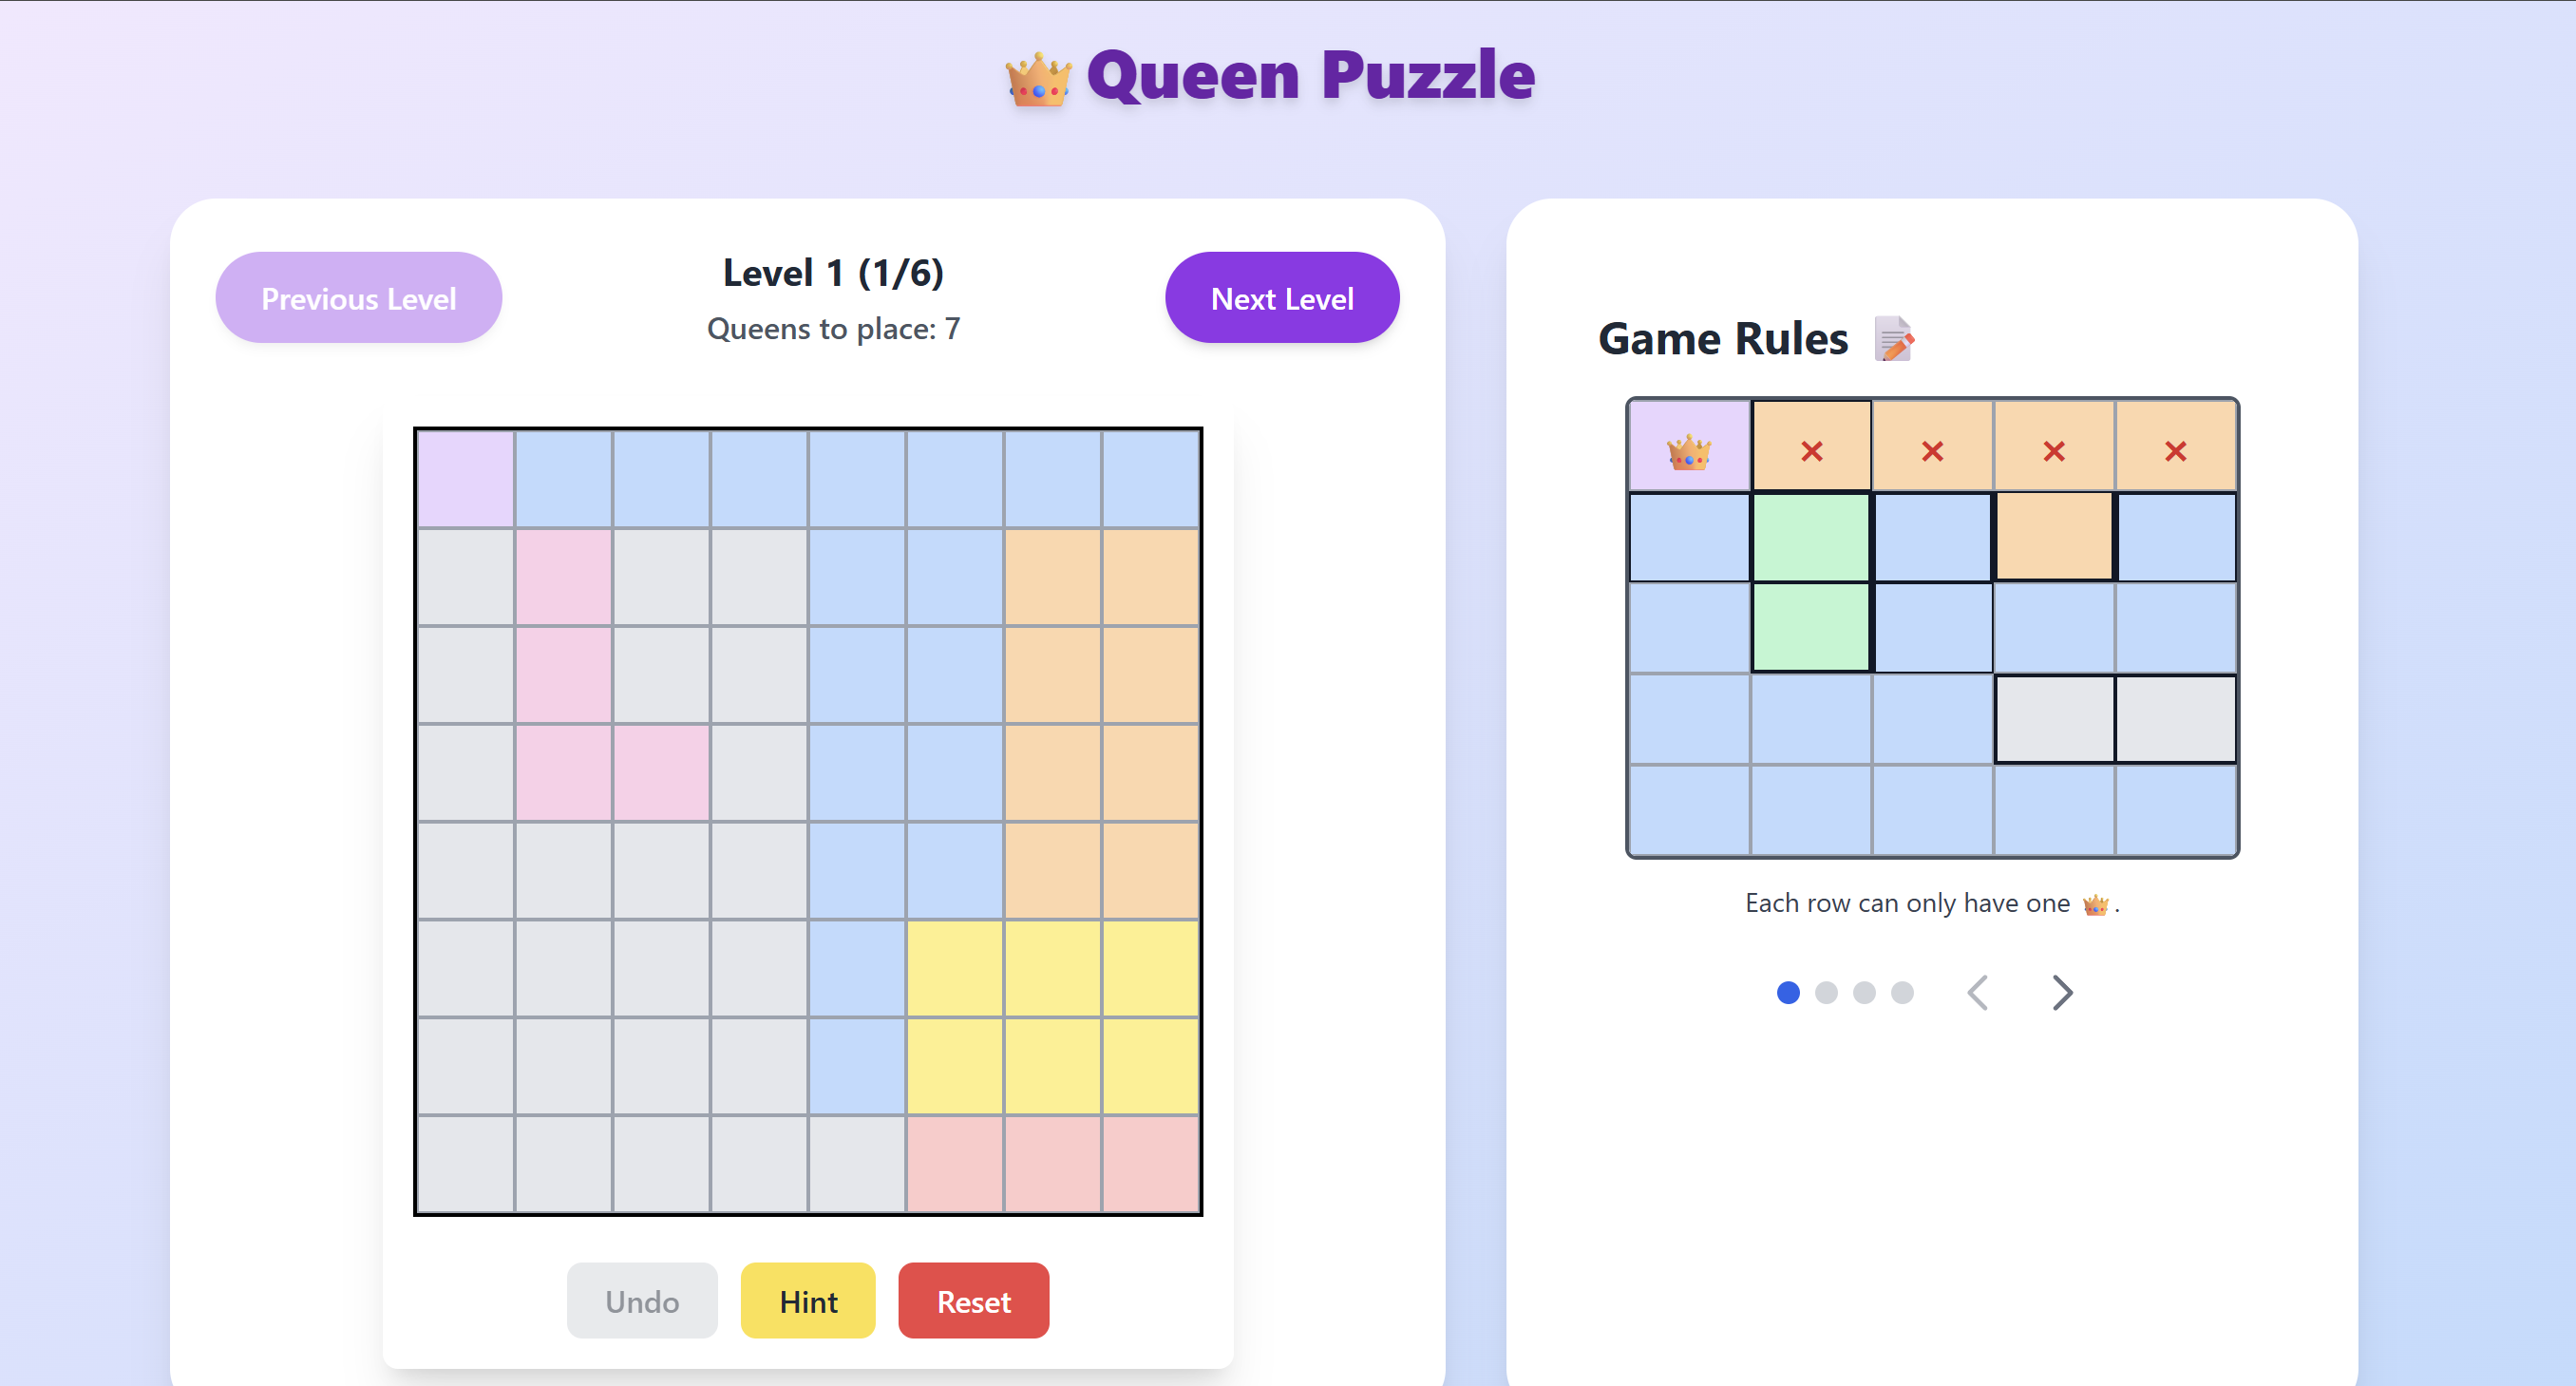 Queen Puzzle
Previous Level
Level 1 (1/6)
Queens to place: 7
Next Level
Undo
Hint
Reset
Game Rules
Each row can only have one 👑.